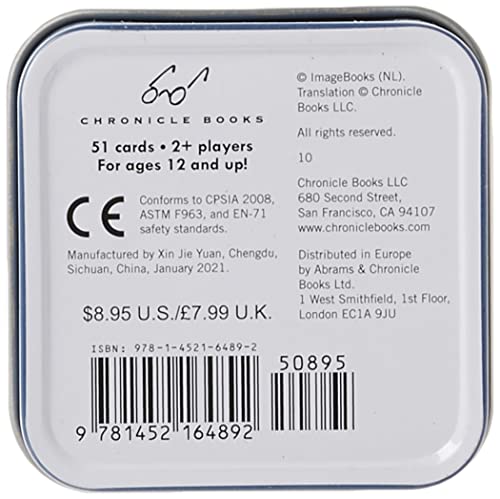 CHRONICLE BOOKS
51 cards • 2+ players
For ages 12 and up!
CE
Conforms to CPSIA 2008,
ASTM F963, and EN-71
safety standards.
Manufactured by Xin Jie Yuan, Chengdu,
Sichuan, China, January 2021.
$8.95 U.S./£7.99 U.K.
© ImageBooks (NL).
Translation © Chronicle
Books LLC.
All rights reserved.
10
Chronicle Books LLC
680 Second Street,
San Francisco, CA 94107
www.chroniclebooks.com
Distributed in Europe
by Abrams & Chronicle
Books Ltd.
1 West Smithfield, 1st Floor,
London EC1A 9JU
ISBN: 978-1-4521-6489-2
50895
9 781452 164892